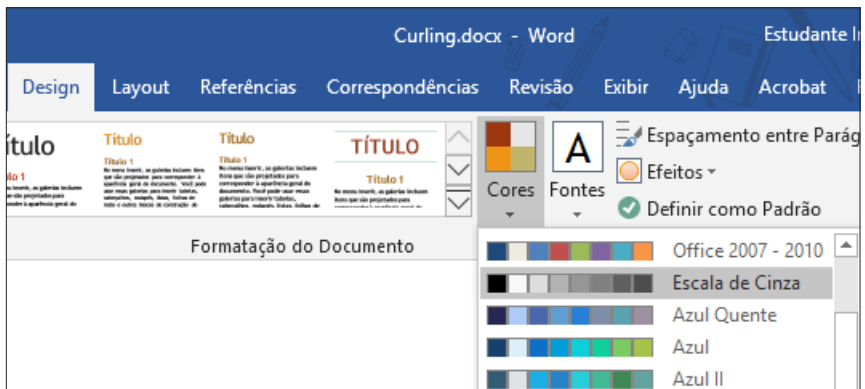 Curling.docx - Word
Estudante
Design Layout Referências Correspondências Revisão Exibir Ajuda Acrobat
ítulo
Título
Título
TÍTULO
Título 1
Título 1
Título 1
Cores
Fontes
Espaçamento entre Parág
Efeitos
Definir como Padrão
Formatação do Documento
Office 2007 - 2010
Escala de Cinza
Azul Quente
Azul
Azul II